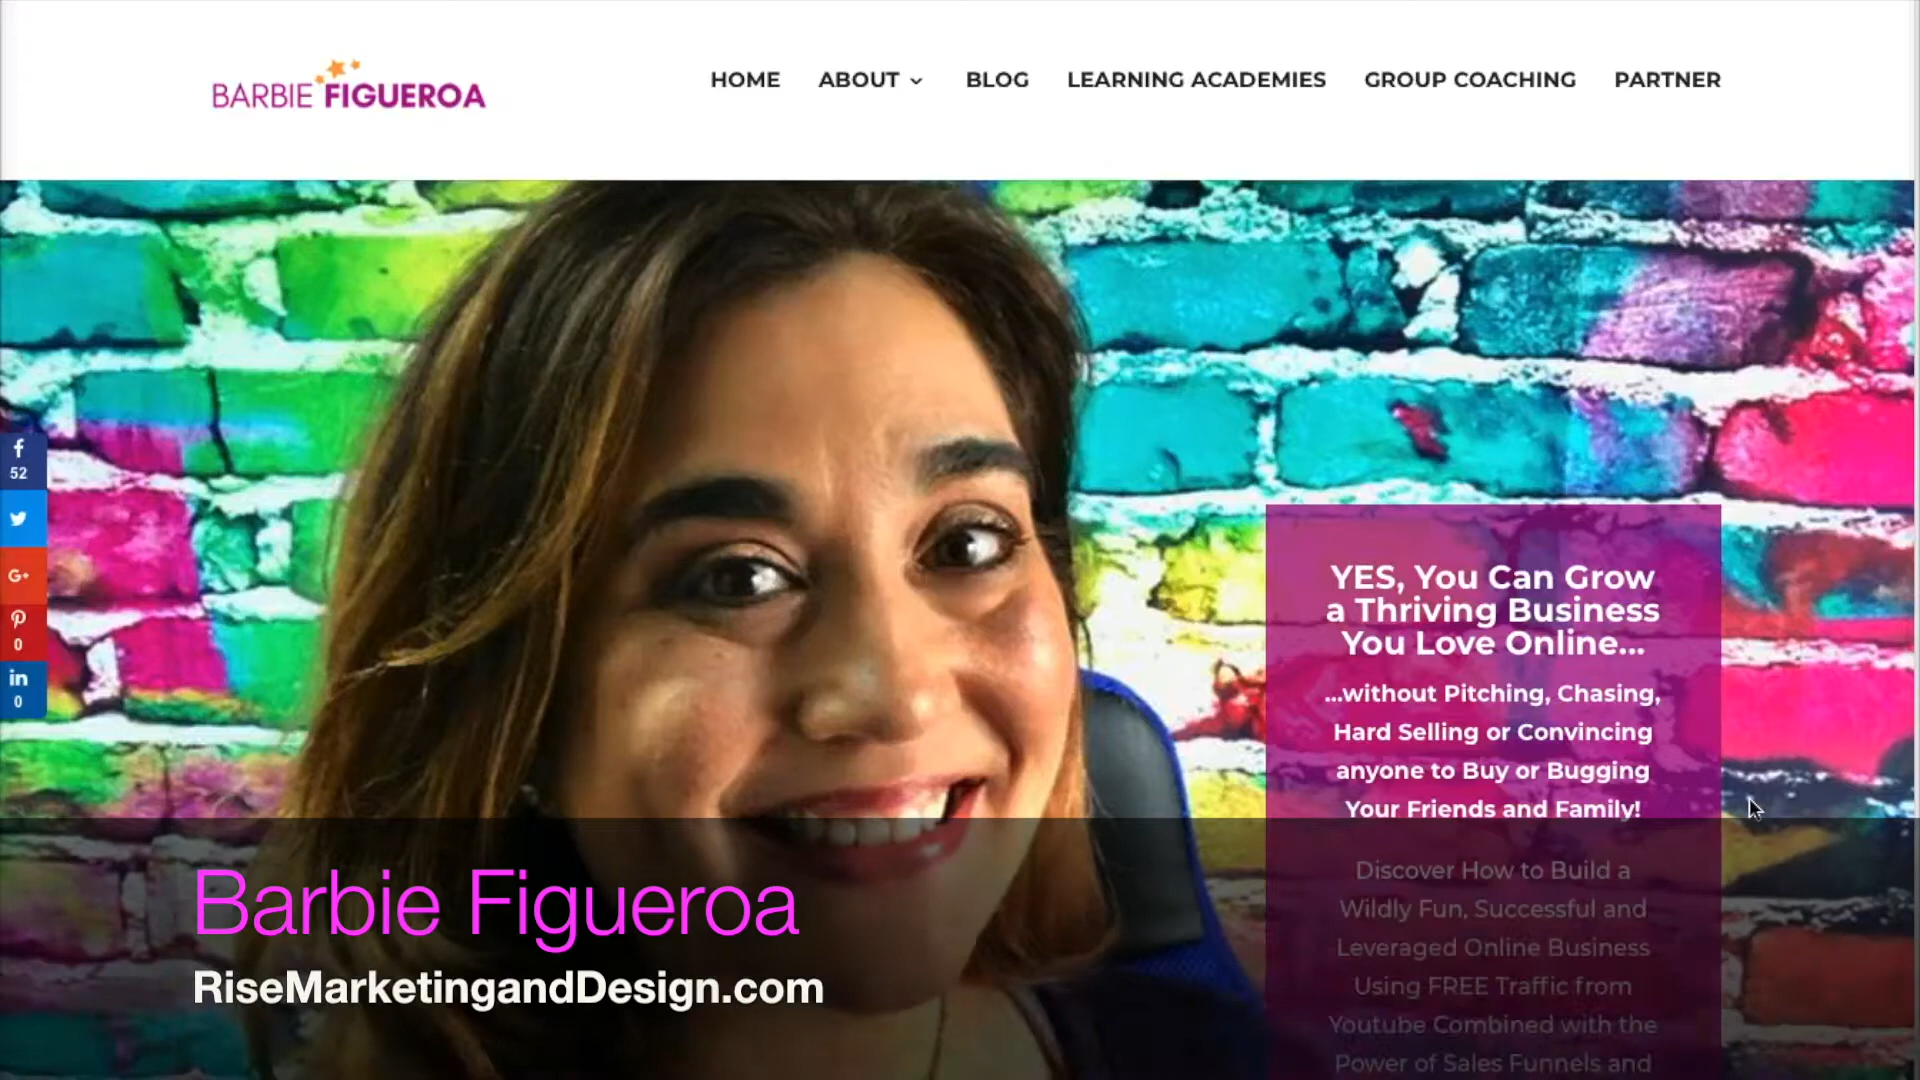 BARBIE FIGUEROA
HOME ABOUT BLOG LEARNING ACADEMIES GROUP COACHING PARTNER
f
52
G+
0
in
0
YES, You Can Grow
a Thriving Business
You Love Online...
...without Pitching, Chasing,
Hard Selling or Convincing
anyone to Buy or Bugging
Your Friends and Family!
Discover How to Build a
Wildly Fun, Successful and
Leveraged Online Business
Using FREE Traffic from
Youtube Combined with the
Power of Sales Funnels and
Barbie Figueroa
RiseMarketingandDesign.com